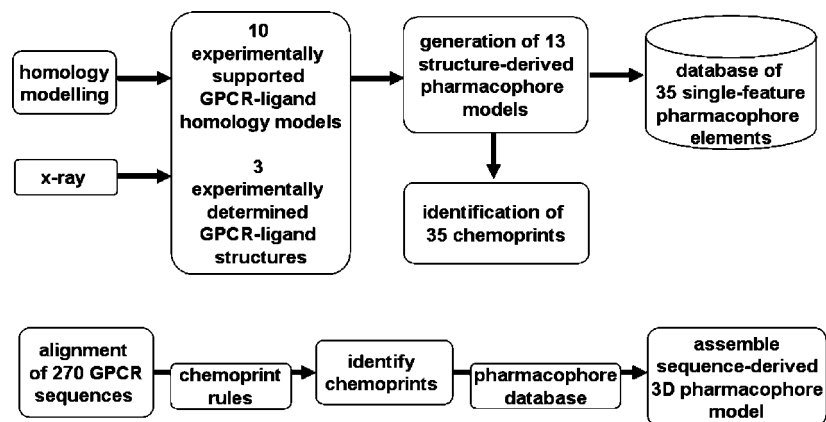 homology
modelling
x-ray
10
experimentally
supported
GPCR-ligand
homology models
3
experimentally
determined
GPCR-ligand
structures
generation of 13
structure-derived
pharmacophore
models
identification of
35 chemoprints
database of
35 single-feature
pharmacophore
elements
alignment
of 270 GPCR
sequences
chemoprint
rules
identify
chemoprints
pharmacophore
database
assemble
sequence-derived
3D pharmacophore
model